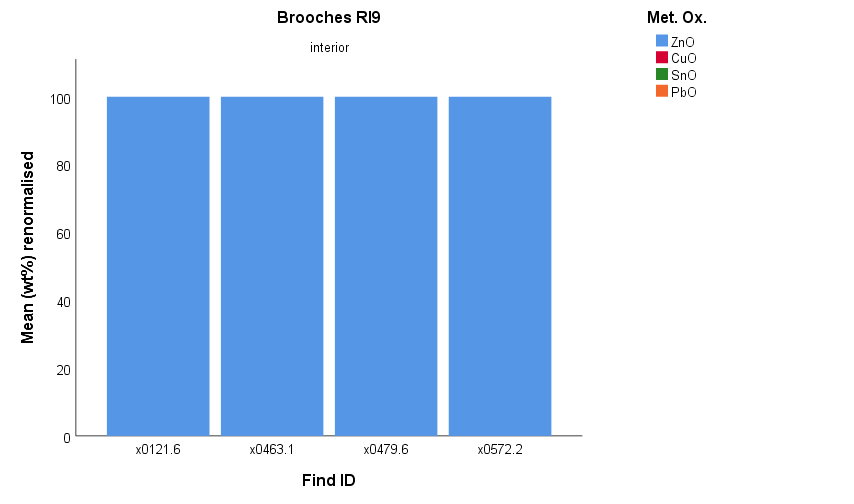 Brooches RI9
interior
Met. Ox.
ZnO
CuO
SnO
PbO
Mean (wt%) renormalised
100
80
60
40
20
0
x0121.6 x0463.1 x0479.6 x0572.2
Find ID